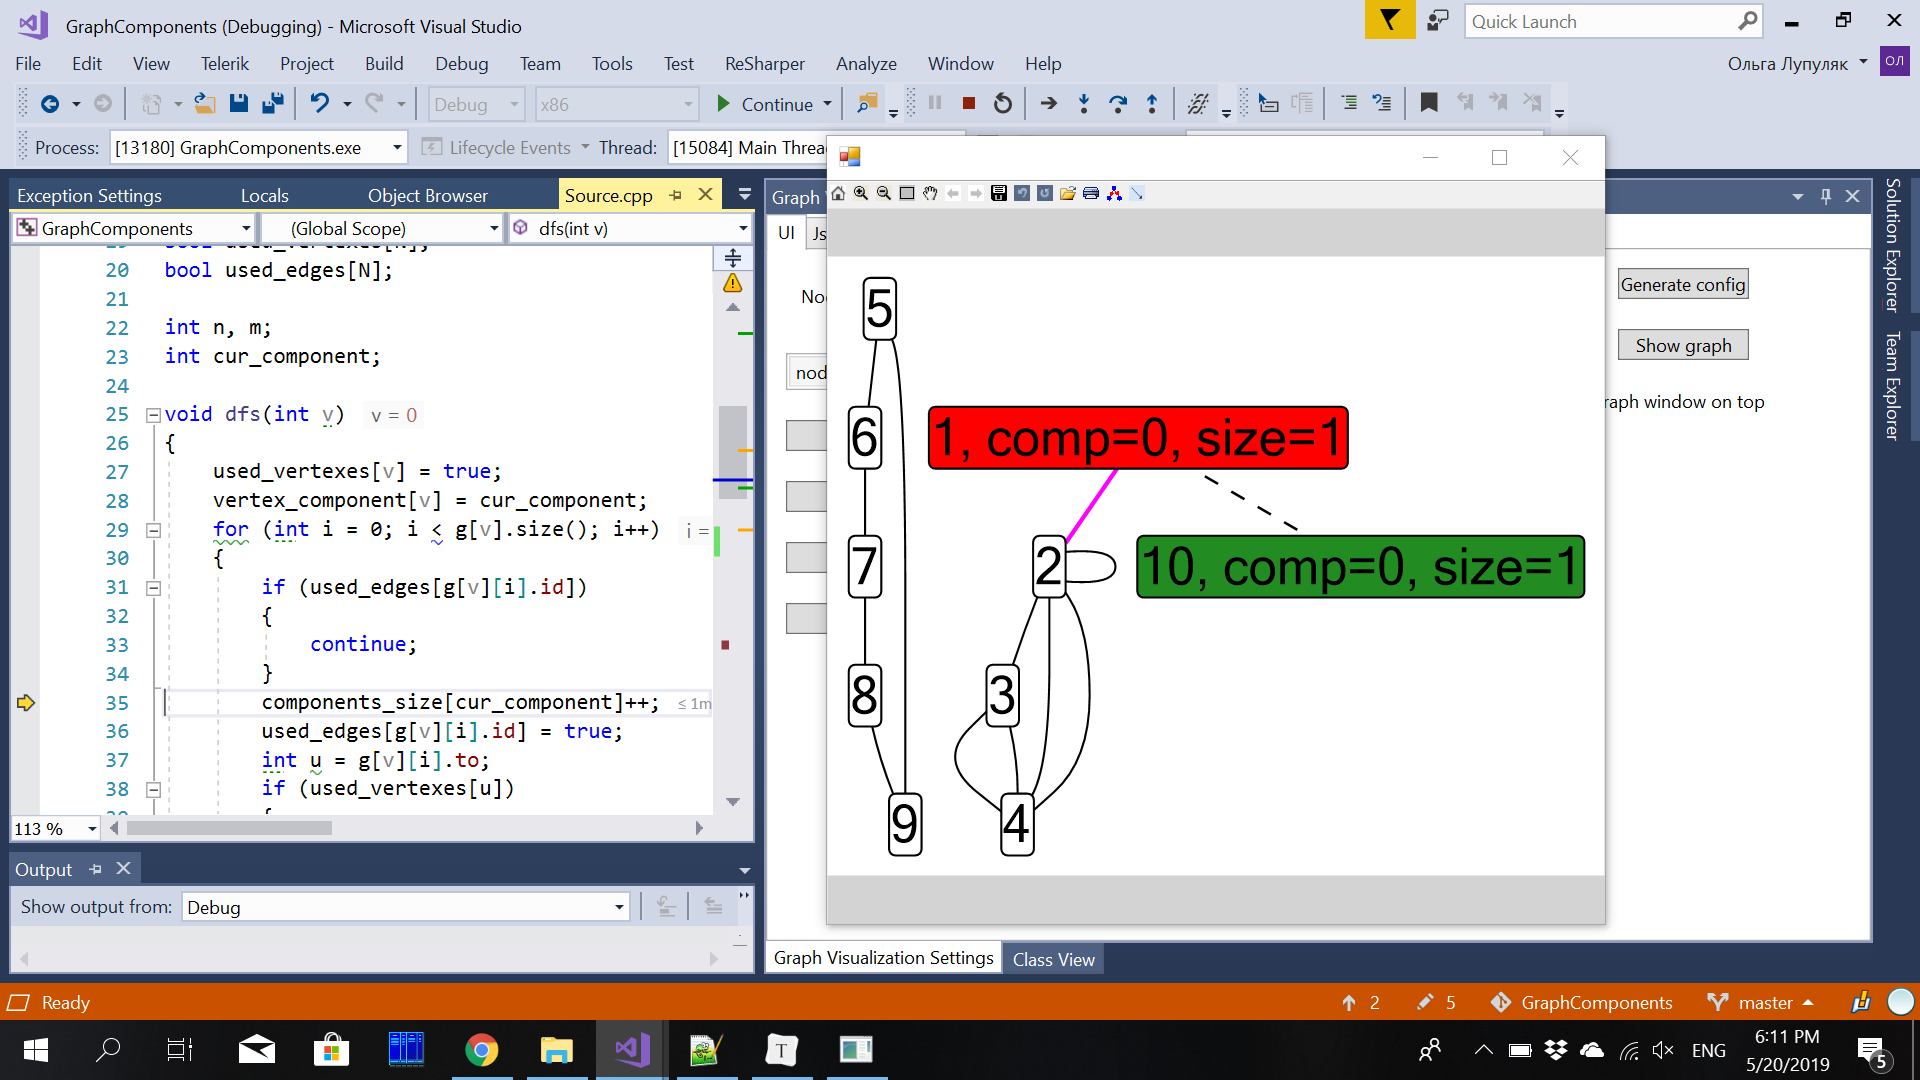 GraphComponents (Debugging) - Microsoft Visual Studio
Quick Launch
File Edit View Telerik Project Build Debug Team Tools Test ReSharper Analyze Window Help
Ольга Лупуляк ОЛ
Debug x86 Continue
Process: [13180] GraphComponents.exe Lifecycle Events Thread: [15084] Main Threa
Exception Settings Locals Object Browser Source.cpp
GraphComponents (Global Scope) dfs(int v)
20 bool used_edges[N];
21
22 int n, m;
23 int cur_component;
24
25 void dfs(int v) v = 0
26 {
27 used_vertexes[v] = true;
28 vertex_component[v] = cur_component;
29 for (int i = 0; i < g[v].size(); i++) i =
30 {
31 if (used_edges[g[v][i].id])
32 {
33 continue;
34 }
35 components_size[cur_component]++; ≤ 1m
36 used_edges[g[v][i].id] = true;
37 int u = g[v][i].to;
38 if (used_vertexes[u])
113 %
Output
Show output from: Debug
Graph
UI Js
No
nod
5
6
1, comp=0, size=1
7
2
10, comp=0, size=1
8
3
9
4
Generate config
Show graph
raph window on top
Solution Explorer
Team Explorer
Graph Visualization Settings Class View
Ready 2 5 GraphComponents master
T
ENG
6:11 PM
5/20/2019
5